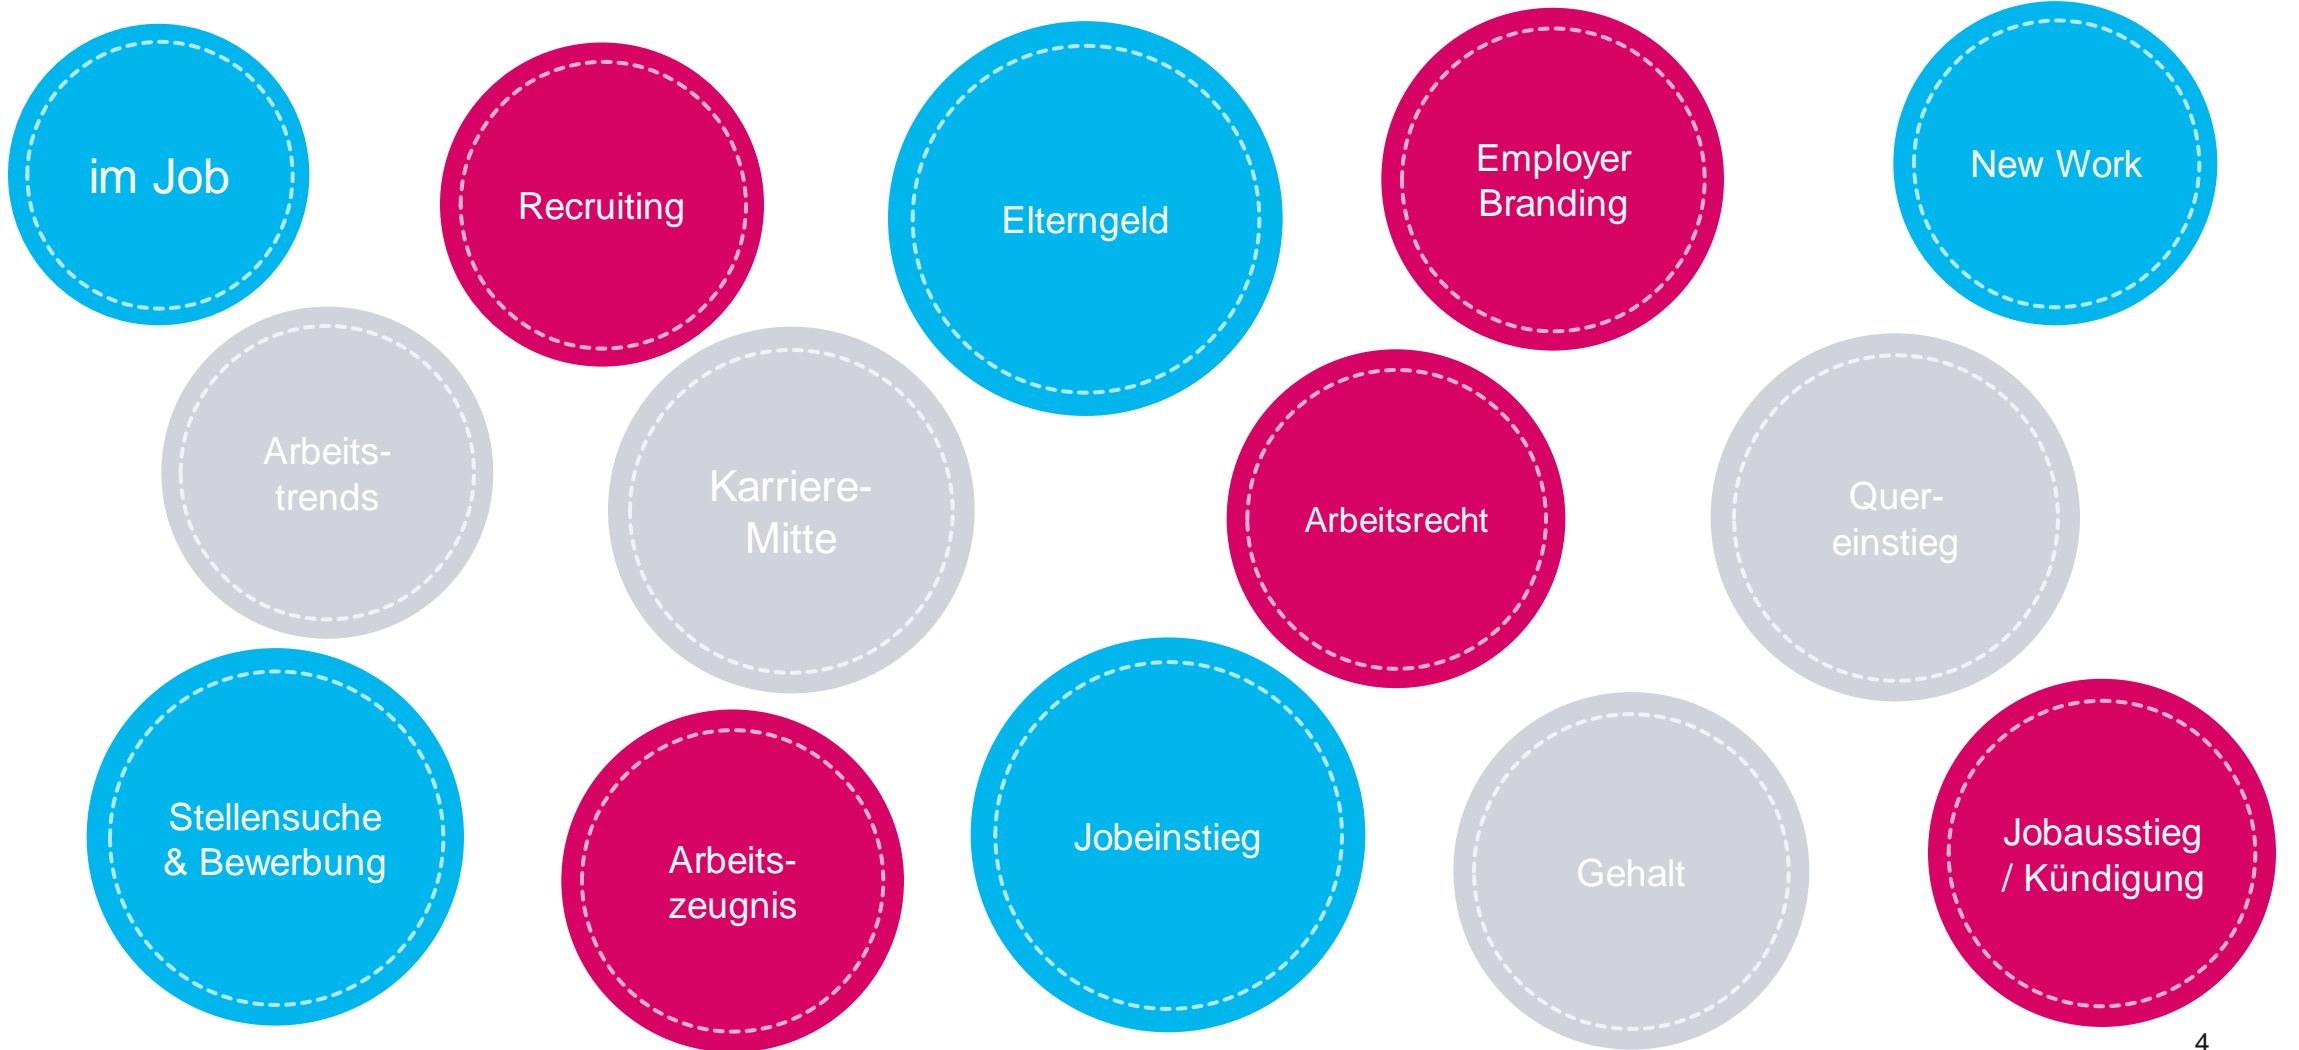 im Job
Recruiting
Elterngeld
Employer
Branding
New Work
Arbeits-
trends
Karriere-
Mitte
Arbeitsrecht
Quer-
einstieg
Stellensuche
& Bewerbung
Arbeits-
zeugnis
Jobeinstieg
Gehalt
Jobausstieg
/ Kündigung
4